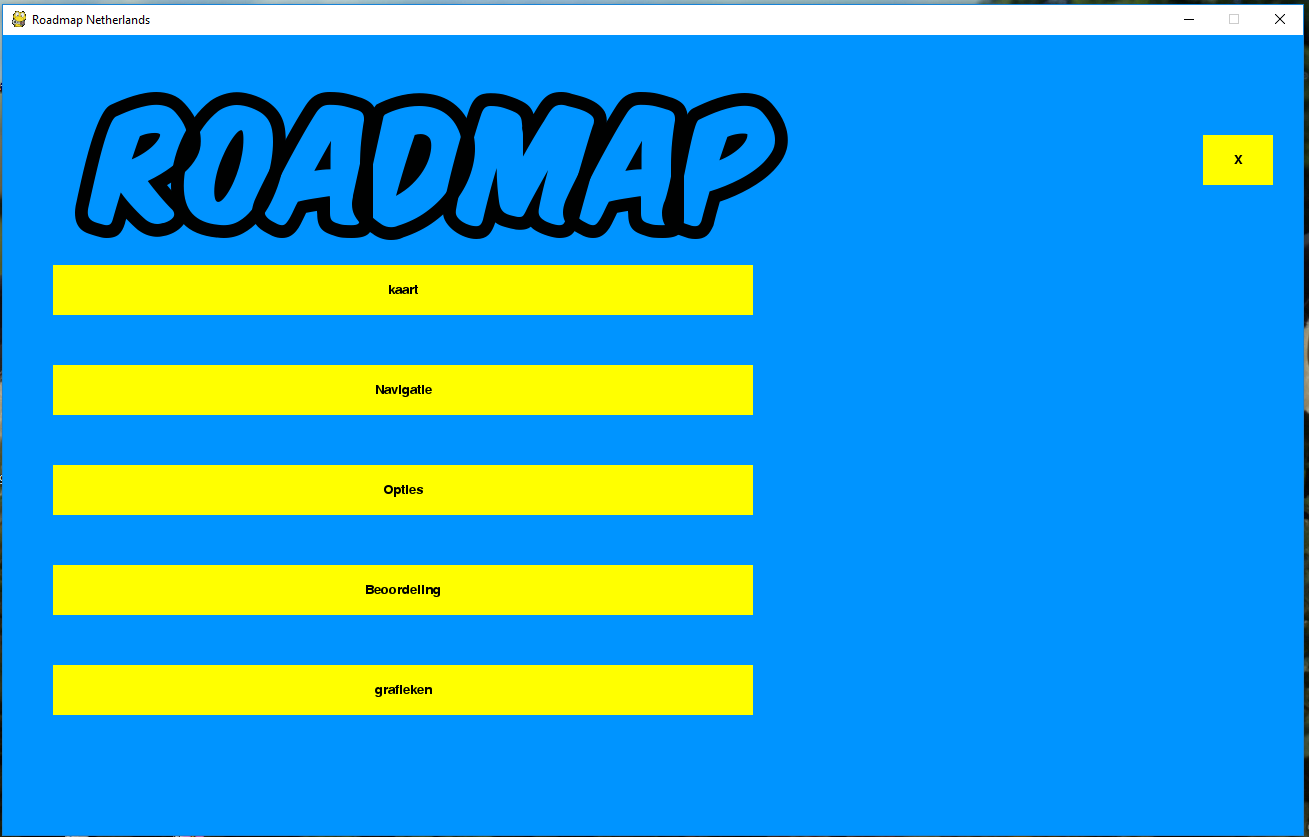 Roadmap Netherlands
ROADMAP
X
kaart
Navigatie
Opties
Beoordeling
grafieken